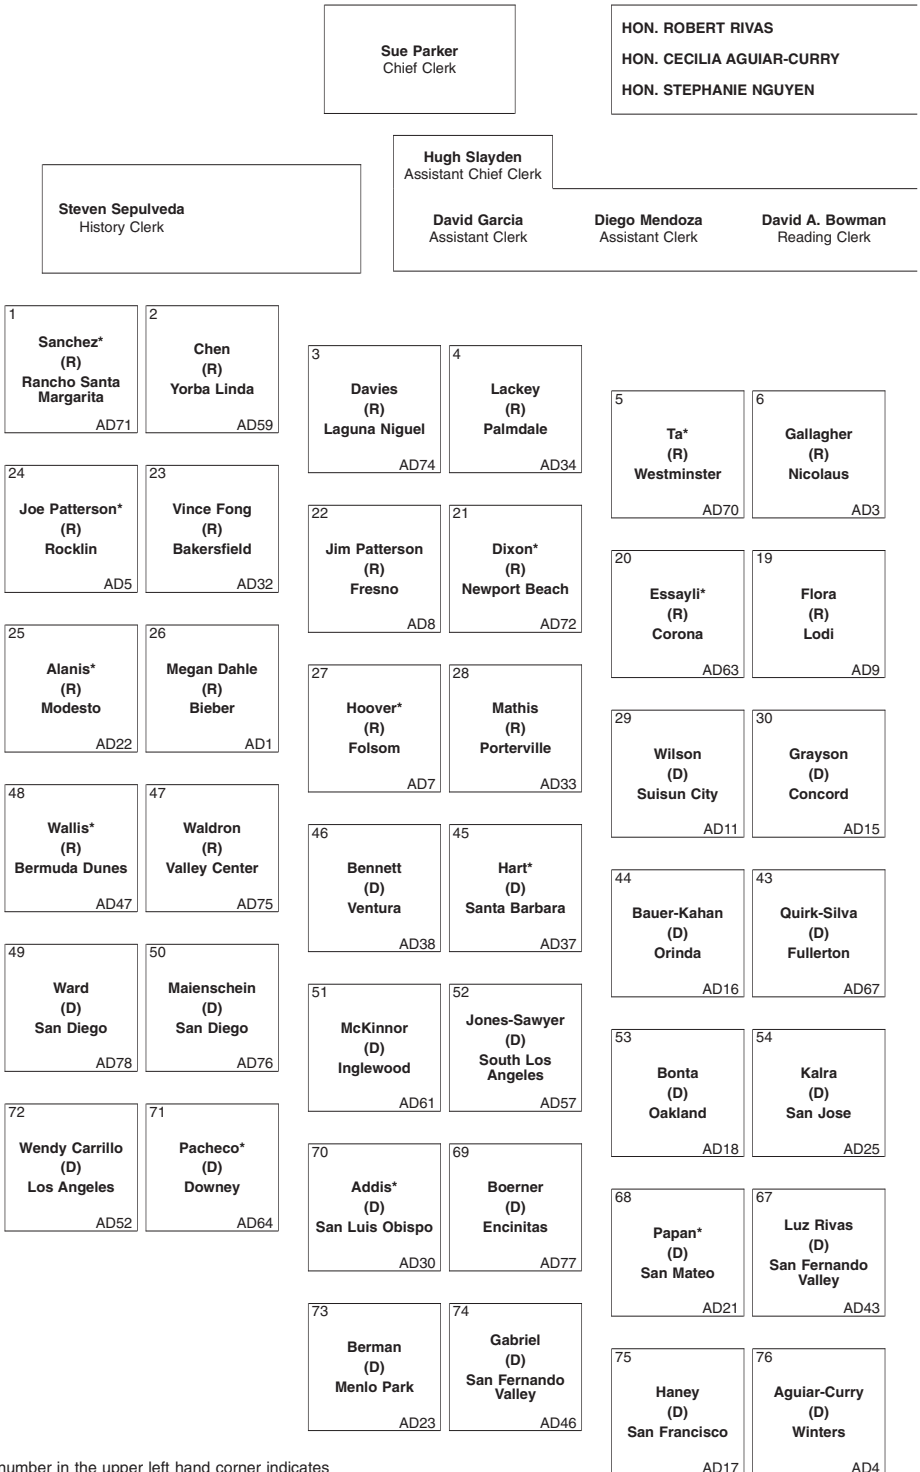 Sue Parker
Chief Clerk
HON. ROBERT RIVAS
HON. CECILIA AGUIAR-CURRY
HON. STEPHANIE NGUYEN
Hugh Slayden
Assistant Chief Clerk
Steven Sepulveda
History Clerk
David Garcia
Assistant Clerk
Diego Mendoza
Assistant Clerk
David A. Bowman
Reading Clerk
1
Sanchez*
(R)
Rancho Santa
Margarita
AD71
2
Chen
(R)
Yorba Linda
AD59
3
Davies
(R)
Laguna Niguel
AD74
4
Lackey
(R)
Palmdale
AD34
5
Ta*
(R)
Westminster
AD70
6
Gallagher
(R)
Nicolaus
AD3
24
Joe Patterson*
(R)
Rocklin
AD5
23
Vince Fong
(R)
Bakersfield
AD32
22
Jim Patterson
(R)
Fresno
AD8
21
Dixon*
(R)
Newport Beach
AD72
20
Essayli*
(R)
Corona
AD63
19
Flora
(R)
Lodi
AD9
25
Alanis*
(R)
Modesto
AD22
26
Megan Dahle
(R)
Bieber
AD1
27
Hoover*
(R)
Folsom
AD7
28
Mathis
(R)
Porterville
AD33
29
Wilson
(D)
Suisun City
AD11
30
Grayson
(D)
Concord
AD15
48
Wallis*
(R)
Bermuda Dunes
AD47
47
Waldron
(R)
Valley Center
AD75
46
Bennett
(D)
Ventura
AD38
45
Hart*
(D)
Santa Barbara
AD37
44
Bauer-Kahan
(D)
Orinda
AD16
43
Quirk-Silva
(D)
Fullerton
AD67
49
Ward
(D)
San Diego
AD78
50
Maienschein
(D)
San Diego
AD76
51
McKinnor
(D)
Inglewood
AD61
52
Jones-Sawyer
(D)
South Los
Angeles
AD57
53
Bonta
(D)
Oakland
AD18
54
Kalra
(D)
San Jose
AD25
72
Wendy Carrillo
(D)
Los Angeles
AD52
71
Pacheco*
(D)
Downey
AD64
70
Addis*
(D)
San Luis Obispo
AD30
69
Boerner
(D)
Encinitas
AD77
68
Papan*
(D)
San Mateo
AD21
67
Luz Rivas
(D)
San Fernando
Valley
AD43
73
Berman
(D)
Menlo Park
AD23
74
Gabriel
(D)
San Fernando
Valley
AD46
75
Haney
(D)
San Francisco
AD17
76
Aguiar-Curry
(D)
Winters
AD4
number in the upper left hand corner indicates